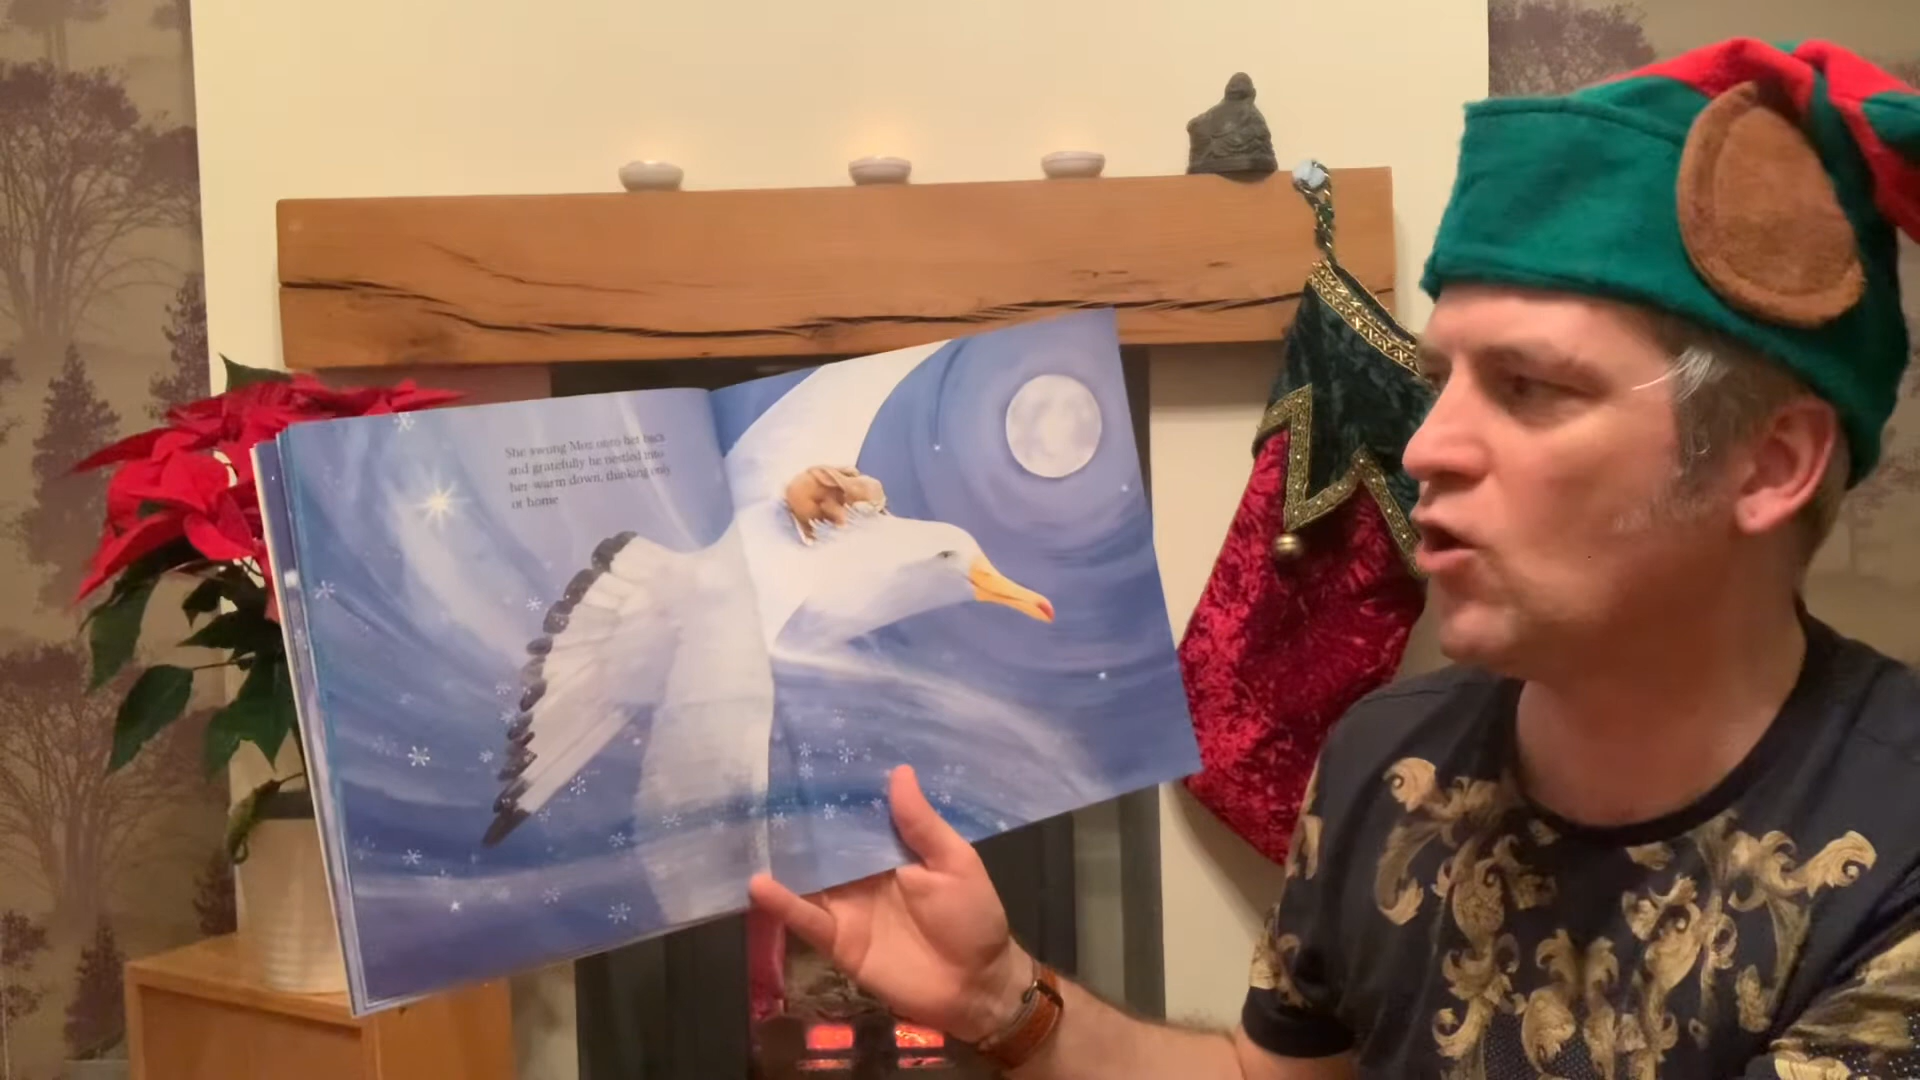 She swung Moz onto her back
and gratefully he nestled into
her warm down, thinking only
of home